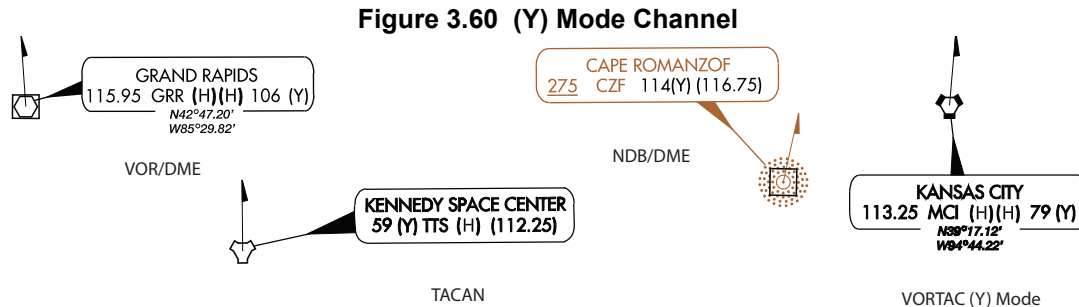 Figure 3.60 (Y) Mode Channel
GRAND RAPIDS
115.95 GRR (H)(H) 106 (Y)
N42°47.20'
W85°29.82'
VOR/DME
CAPE ROMANZOF
275 CZF 114(Y) (116.75)
NDB/DME
KENNEDY SPACE CENTER
59 (Y) TTS (H) (112.25)
TACAN
KANSAS CITY
113.25 MCI (H)(H) 79 (Y)
N39°17.12'
W94°44.22'
VORTAC (Y) Mode